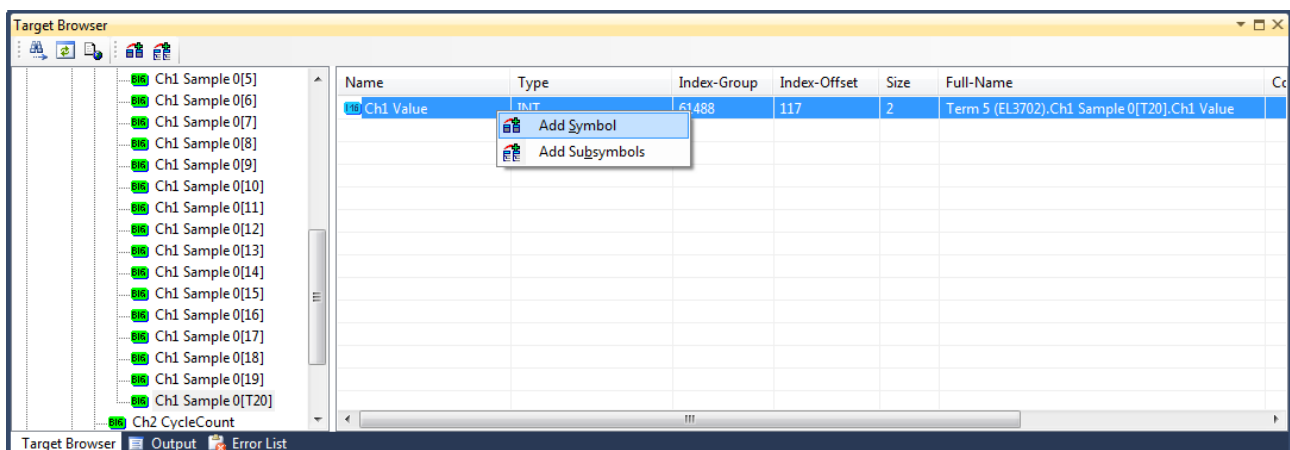 Target Browser
Ch1 Sample 0[5]
Ch1 Sample 0[6]
Ch1 Sample 0[7]
Ch1 Sample 0[8]
Ch1 Sample 0[9]
Ch1 Sample 0[10]
Ch1 Sample 0[11]
Ch1 Sample 0[12]
Ch1 Sample 0[13]
Ch1 Sample 0[14]
Ch1 Sample 0[15]
Ch1 Sample 0[16]
Ch1 Sample 0[17]
Ch1 Sample 0[18]
Ch1 Sample 0[19]
Ch1 Sample 0[T20]
Ch2 CycleCount
Name Type Index-Group Index-Offset Size Full-Name
Ch1 Value INT 61488 117 2 Term 5 (EL3702).Ch1 Sample 0[T20].Ch1 Value
Add Symbol
Add Subsymbols
Target Browser Output Error List